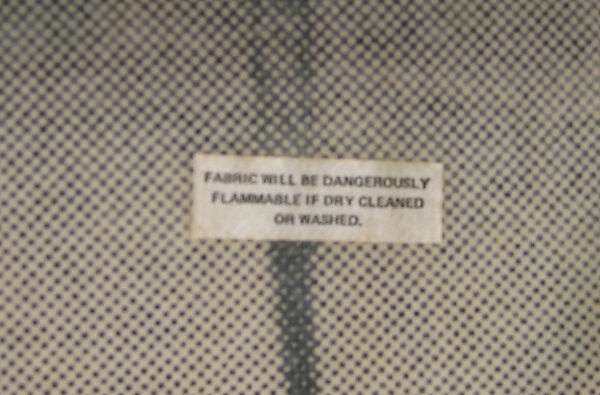 FABRIC WILL BE DANGEROUSLY
FLAMMABLE IF DRY CLEANED
OR WASHED.